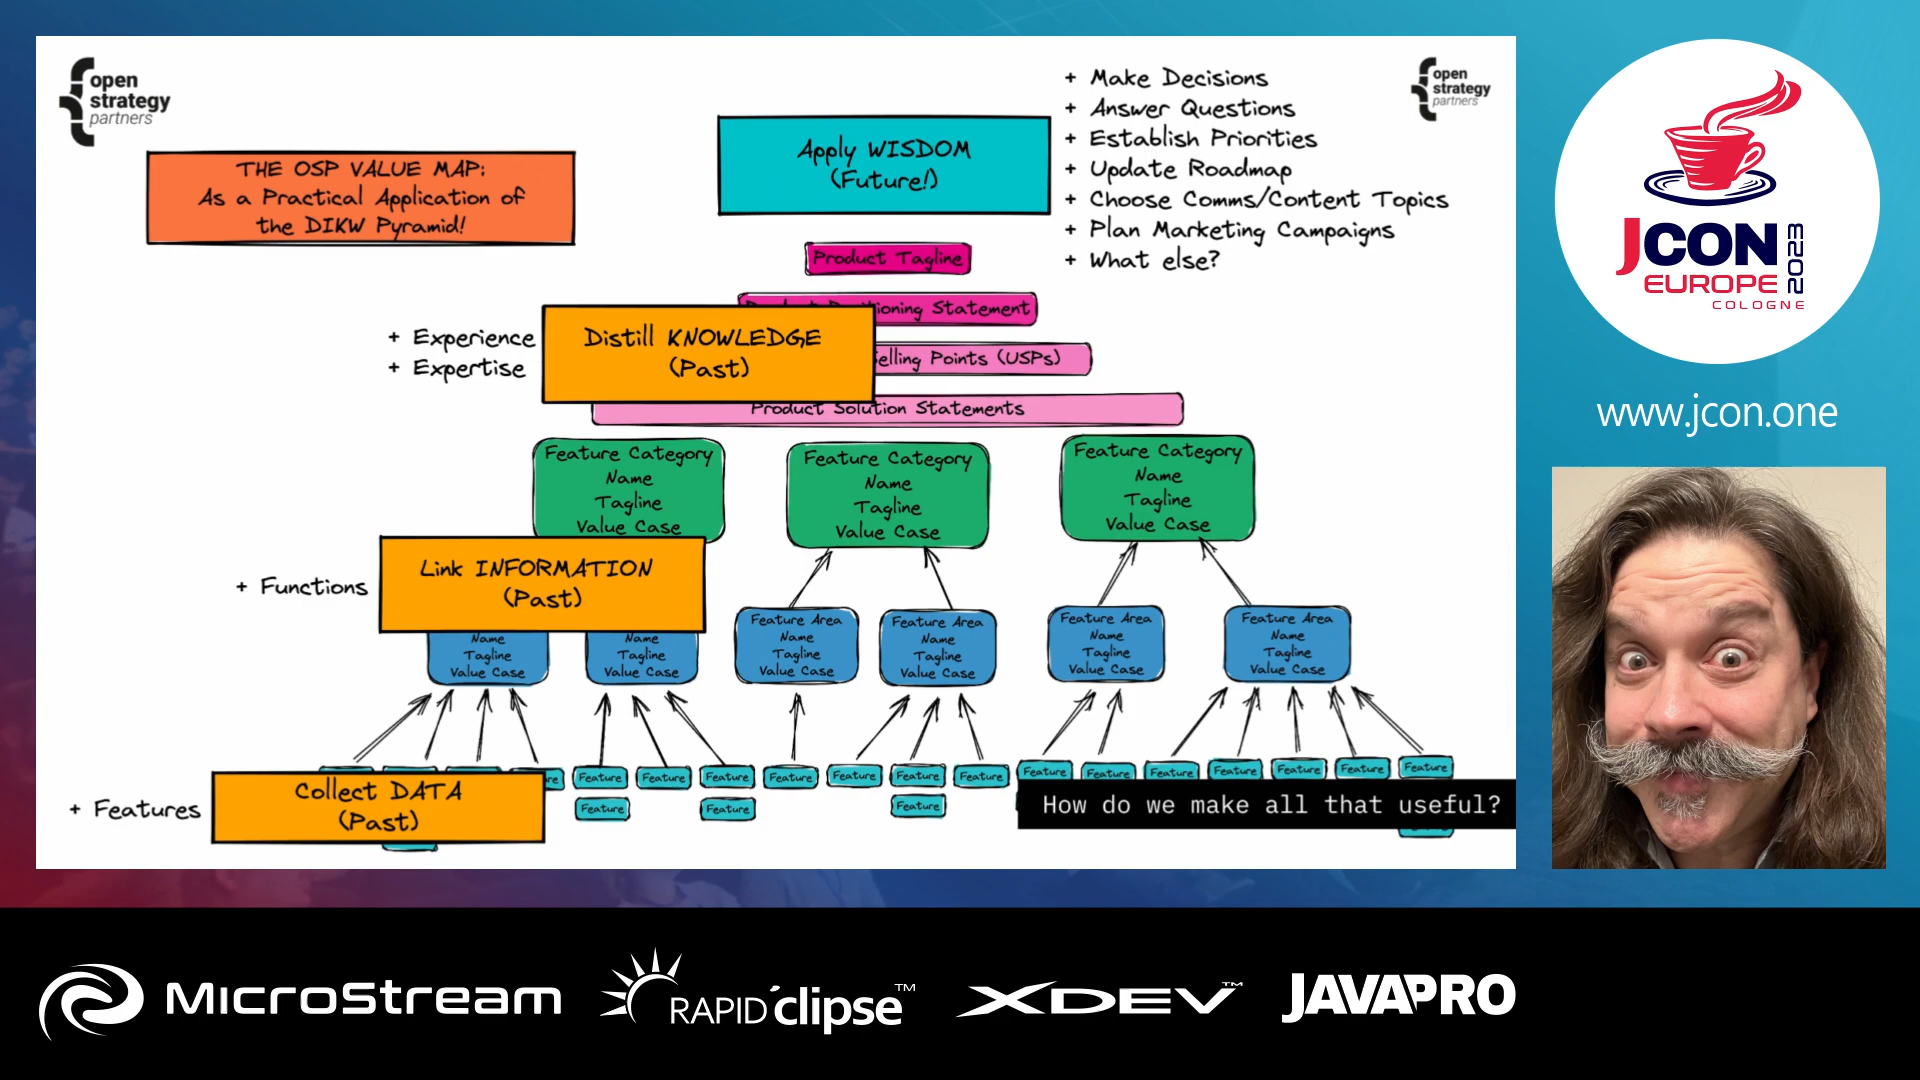 open
strategy
partners
THE OSP VALUE MAP:
As a Practical Application of
the DIKW Pyramid!
Apply WISDOM
(Future!)
+ Make Decisions
+ Answer Questions
+ Establish Priorities
+ Update Roadmap
+ Choose Comms/Content Topics
+ Plan Marketing Campaigns
+ What else?
open
strategy
partners
Product Tagline
ioning Statement
+ Experience
+ Expertise
Distill KNOWLEDGE
(Past)
elling Points (USPs)
Product Solution Statements
Feature Category
Name
Tagline
Value Case
Feature Category
Name
Tagline
Value Case
Feature Category
Name
Tagline
Value Case
+ Functions
Link INFORMATION
(Past)
Name
Tagline
Value Case
Name
Tagline
Value Case
Feature Area
Name
Tagline
Value Case
Feature Area
Name
Tagline
Value Case
Feature Area
Name
Tagline
Value Case
Feature Area
Name
Tagline
Value Case
+ Features
Collect DATA
(Past)
re Feature Feature Feature Feature Feature Feature Feature Feature Feature Feature Feature Feature Feature Feature
Feature Feature Feature
How do we make all that useful?
JCON
EUROPE 2023
COLOGNE
www.jcon.one
MICROSTREAM
RAPID'clipse™
XDEV™
JAVAPRO